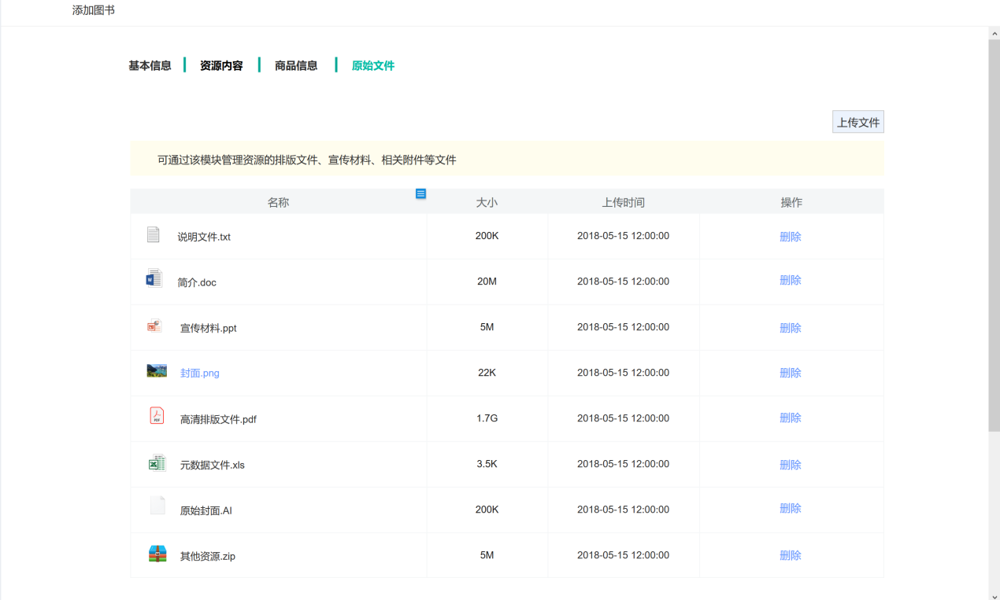 添加图书
基本信息 资源内容 商品信息 原始文件
上传文件
可通过该模块管理资源的排版文件、宣传材料、相关附件等文件
名称 大小 上传时间 操作
说明文件.txt 200K 2018-05-15 12:00:00 删除
简介.doc 20M 2018-05-15 12:00:00 删除
宣传材料.ppt 5M 2018-05-15 12:00:00 删除
封面.png 22K 2018-05-15 12:00:00 删除
高清排版文件.pdf 1.7G 2018-05-15 12:00:00 删除
元数据文件.xls 3.5K 2018-05-15 12:00:00 删除
原始封面.AI 200K 2018-05-15 12:00:00 删除
其他资源.zip 5M 2018-05-15 12:00:00 删除